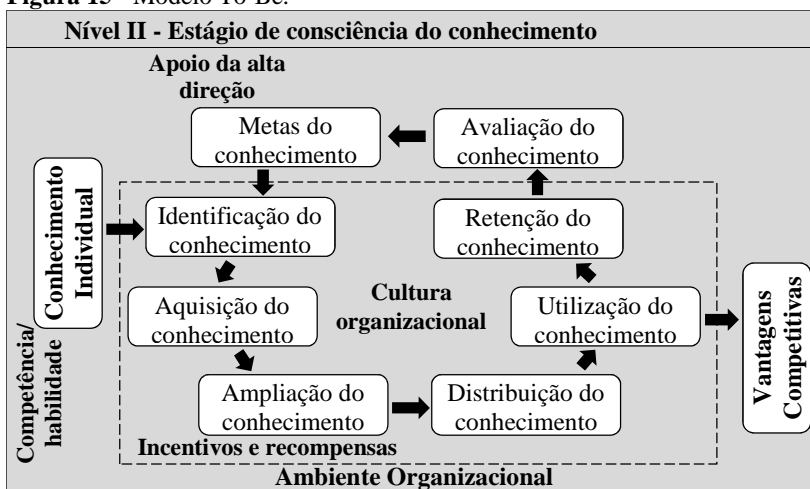 Figura 15 - Modelo To-Be.
Nível II - Estágio de consciência do conhecimento
Apoio da alta
direção
Metas do
conhecimento
Avaliação do
conhecimento
Conhecimento
Individual
Identificação do
conhecimento
Retenção do
conhecimento
Aquisição do
conhecimento
Cultura
organizacional
Utilização do
conhecimento
Vantagens
Competitivas
Competência/
habilidade
Ampliação do
conhecimento
Distribuição do
conhecimento
Incentivos e recompensas
Ambiente Organizacional